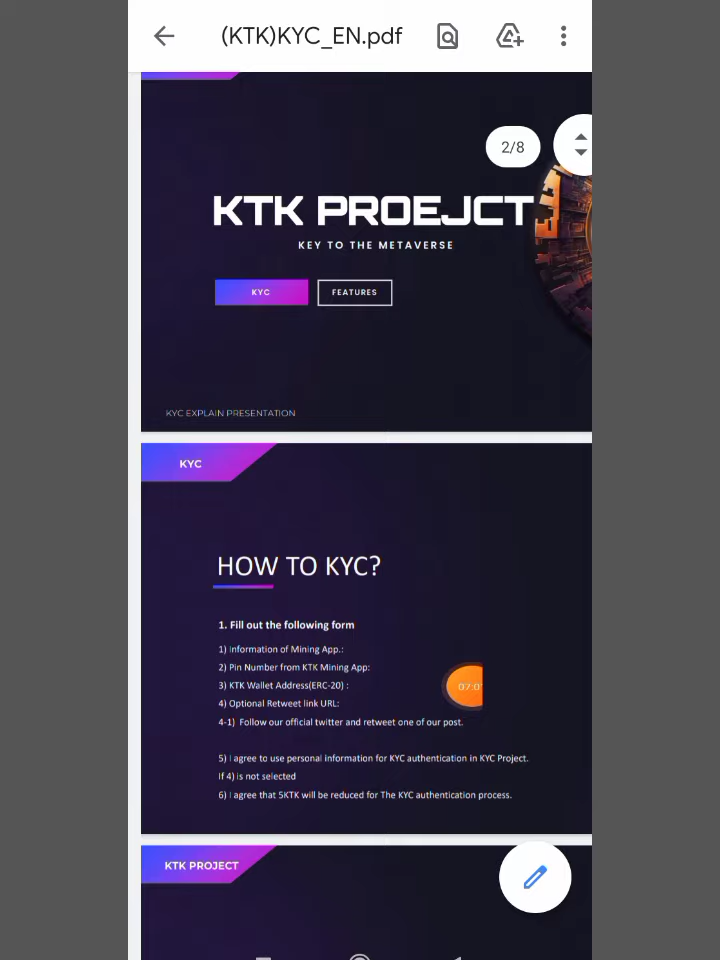 (KTK)KYC_EN.pdf
2/8
KTK PROEJCT
KEY TO THE METAVERSE
KYC
FEATURES
KYC EXPLAIN PRESENTATION
KYC
HOW TO KYC?
1. Fill out the following form
1) Information of Mining App.:
2) Pin Number from KTK Mining App:
3) KTK Wallet Address(ERC-20) :
4) Optional Retweet link URL:
4-1) Follow our official twitter and retweet one of our post.
5) I agree to use personal information for KYC authentication in KYC Project.
If 4) is not selected
6) I agree that 5KTK will be reduced for The KYC authentication process.
KTK PROJECT